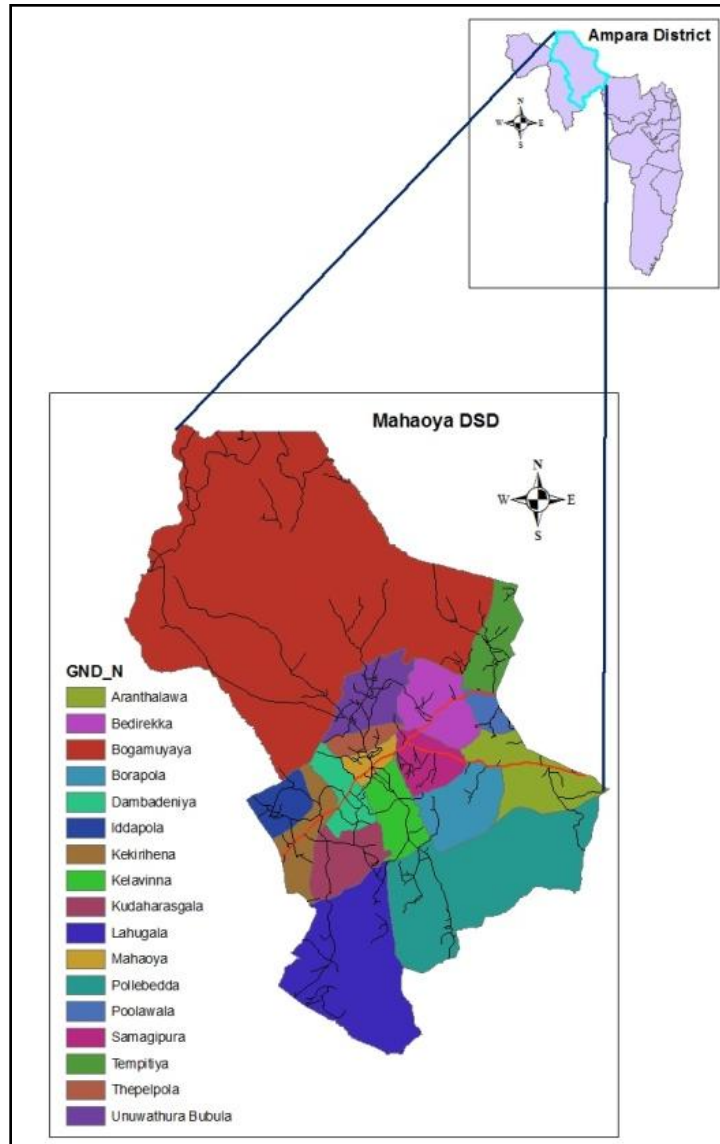 Ampara District
N
W E
S
Mahaoya DSD
N
W E
S
GND_N
Aranthalawa
Bedirekka
Bogamuyaya
Borapola
Dambadeniya
Iddapola
Kekirihena
Kelavinna
Kudaharasgala
Lahugala
Mahaoya
Pollebedda
Poolawala
Samagipura
Tempitiya
Thepelpola
Unuwathura Bubula